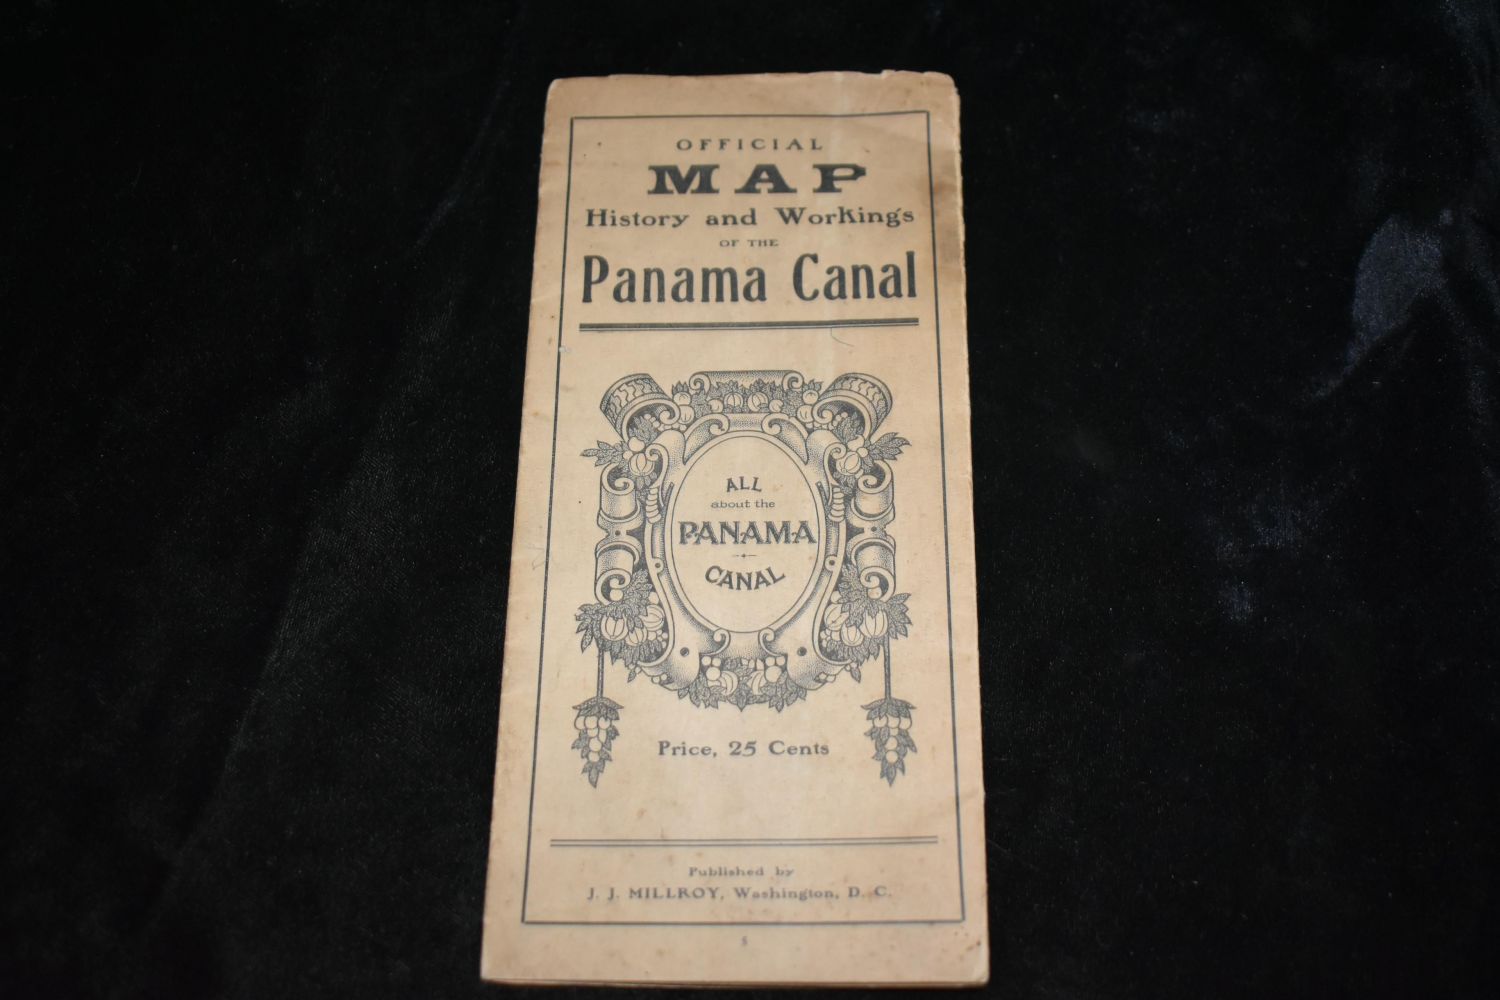 OFFICIAL
MAP
History and Workings
OF THE
Panama Canal
ALL
about the
PANAMA
CANAL
Price, 25 Cents
Published by
J. J. MILLROY, Washington, D. C.
s